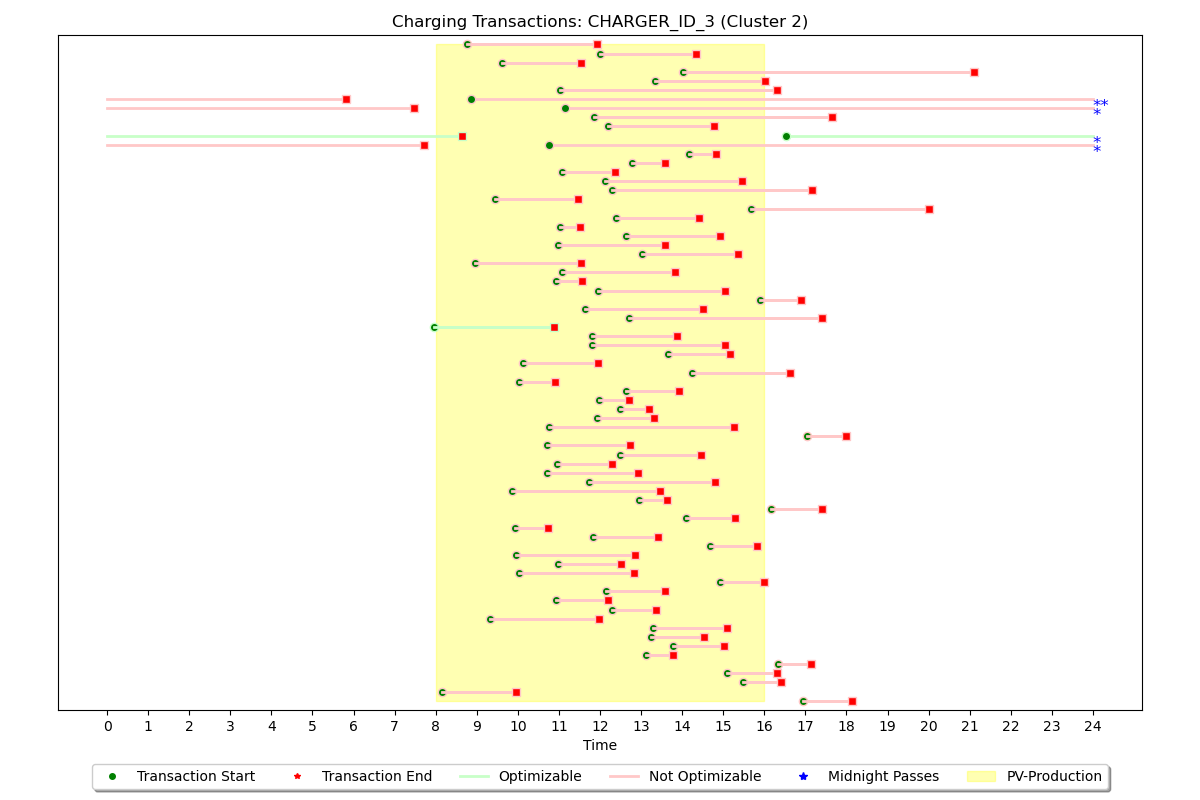 Charging Transactions: CHARGER_ID_3 (Cluster 2)
**
*
*
*
0 1 2 3 4 5 6 7 8 9 10 11 12 13 14 15 16 17 18 19 20 21 22 23 24
Time
Transaction Start Transaction End Optimizable Not Optimizable Midnight Passes PV-Production